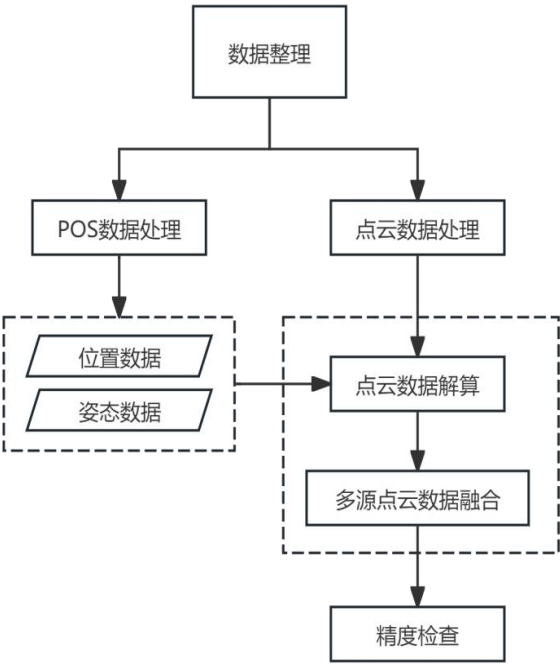 数据整理
POS数据处理
点云数据处理
位置数据
姿态数据
点云数据解算
多源点云数据融合
精度检查